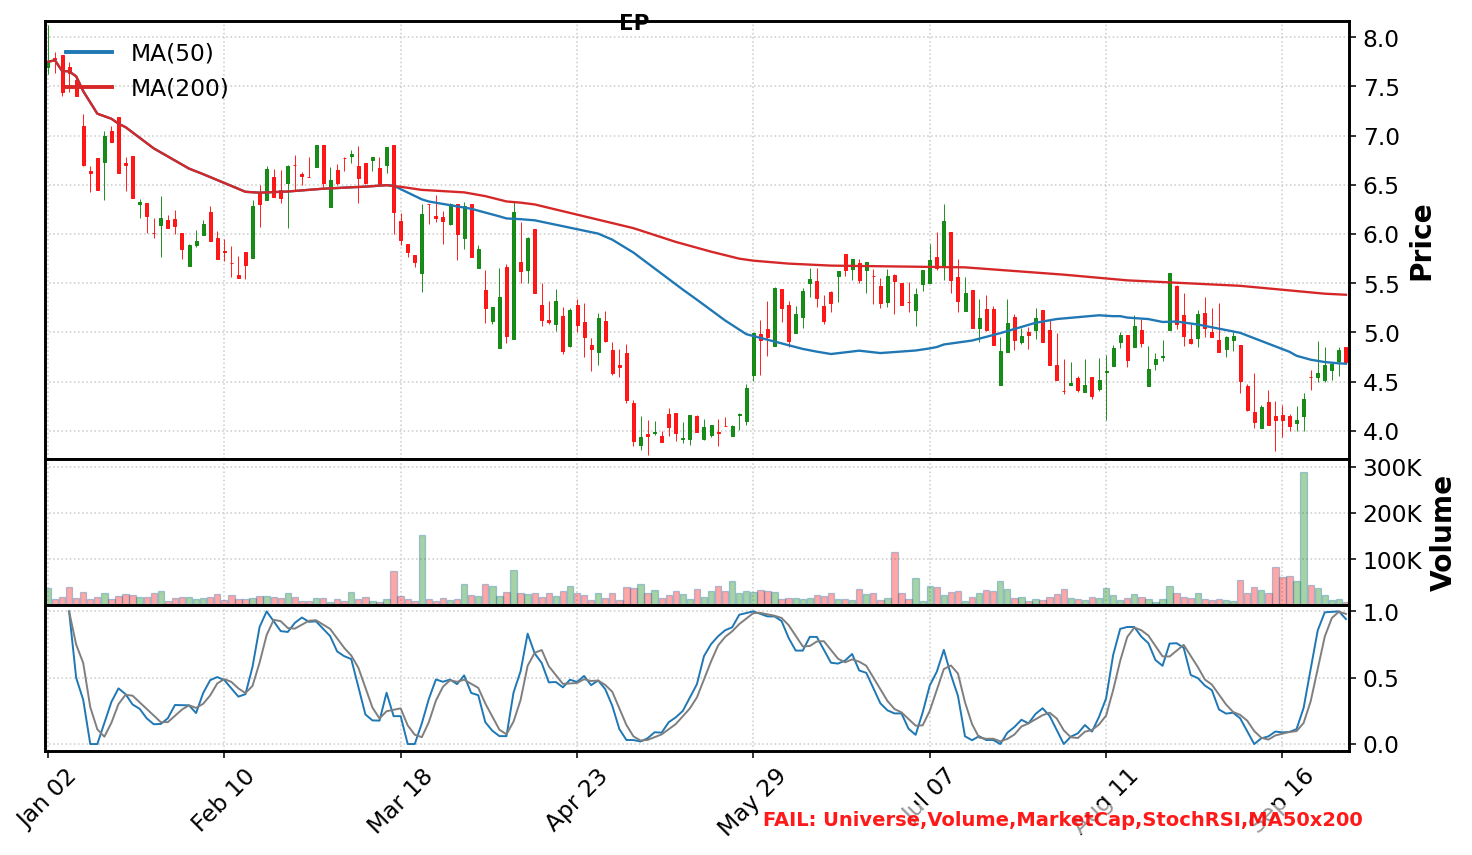 EP
MA(50)
MA(200)
8.0
7.5
7.0
6.5
6.0
5.5
5.0
4.5
4.0
Price
300K
200K
100K
Volume
1.0
0.5
0.0
Jan 02
Feb 10
Mar 18
Apr 23
May 29
Jul 07
Aug 11
Sep 16
FAIL: Universe,Volume,MarketCap,StochRSI,MA50x200